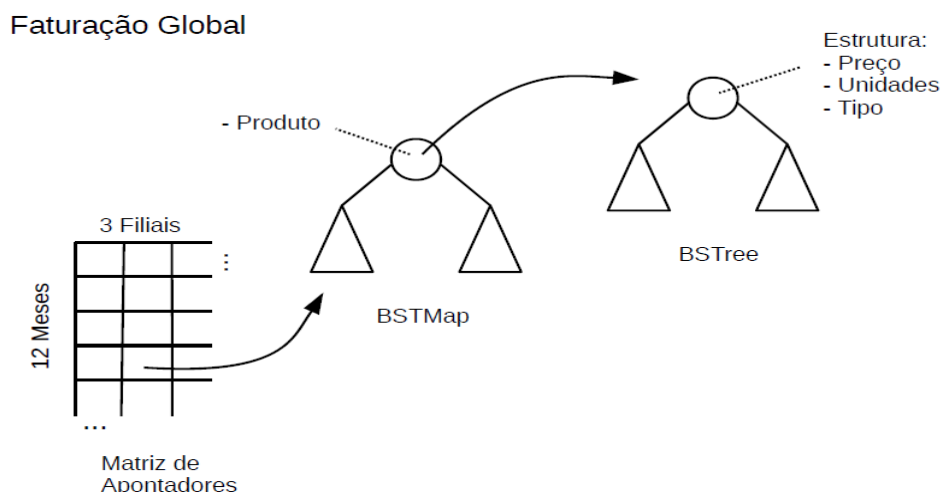 Faturação Global
Estrutura:
- Preço
- Unidades
- Tipo
- Produto
3 Filiais
...
12 Meses
BSTree
BSTMap
...
Matriz de
Apontadores